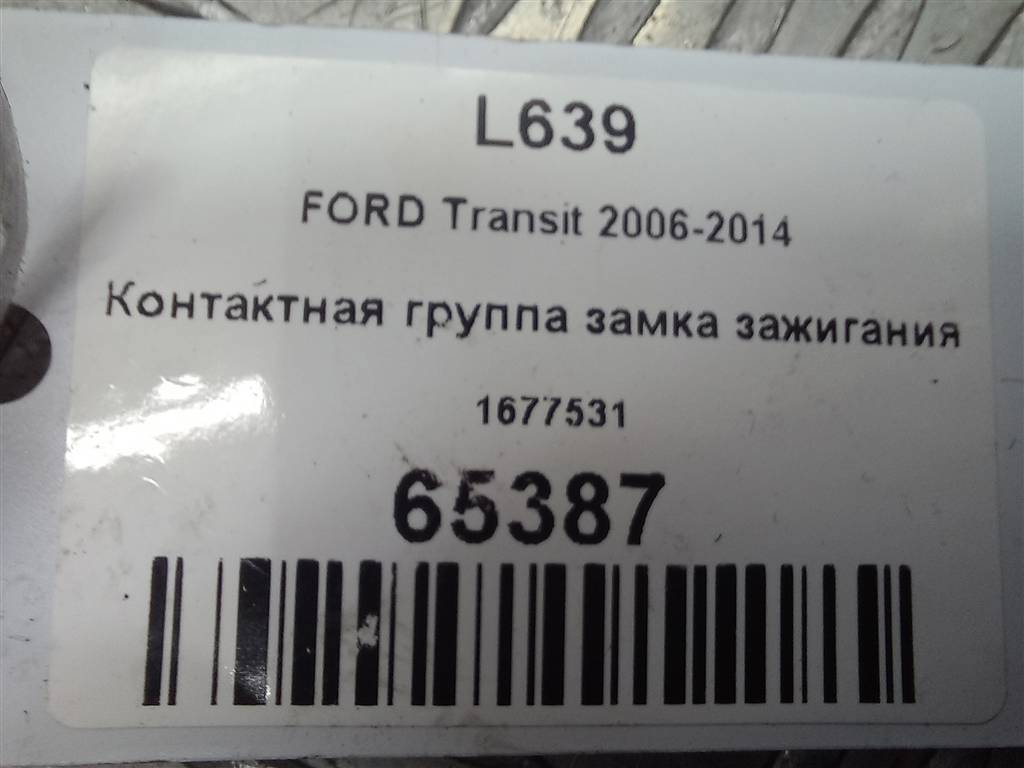 L639
FORD Transit 2006-2014
Контактная группа замка зажигания
1677531
65387